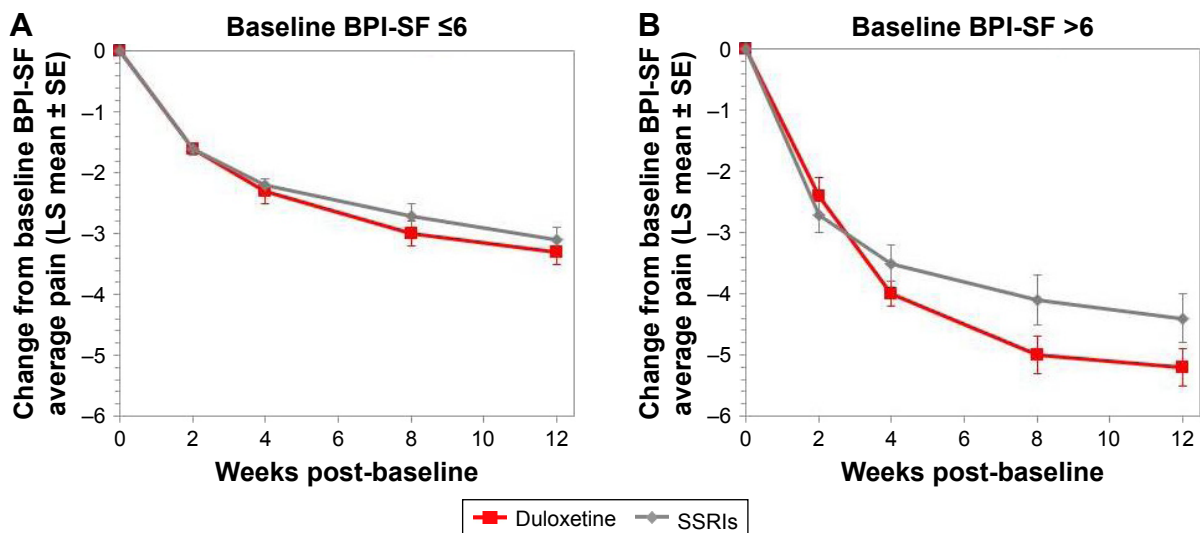 A
Baseline BPI-SF ≤6
Change from baseline BPI-SF
average pain (LS mean ± SE)
0
–1
–2
–3
–4
–5
–6
0 2 4 6 8 10 12
Weeks post-baseline
B
Baseline BPI-SF >6
Change from baseline BPI-SF
average pain (LS mean ± SE)
0
–1
–2
–3
–4
–5
–6
0 2 4 6 8 10 12
Weeks post-baseline
Duloxetine SSRIs